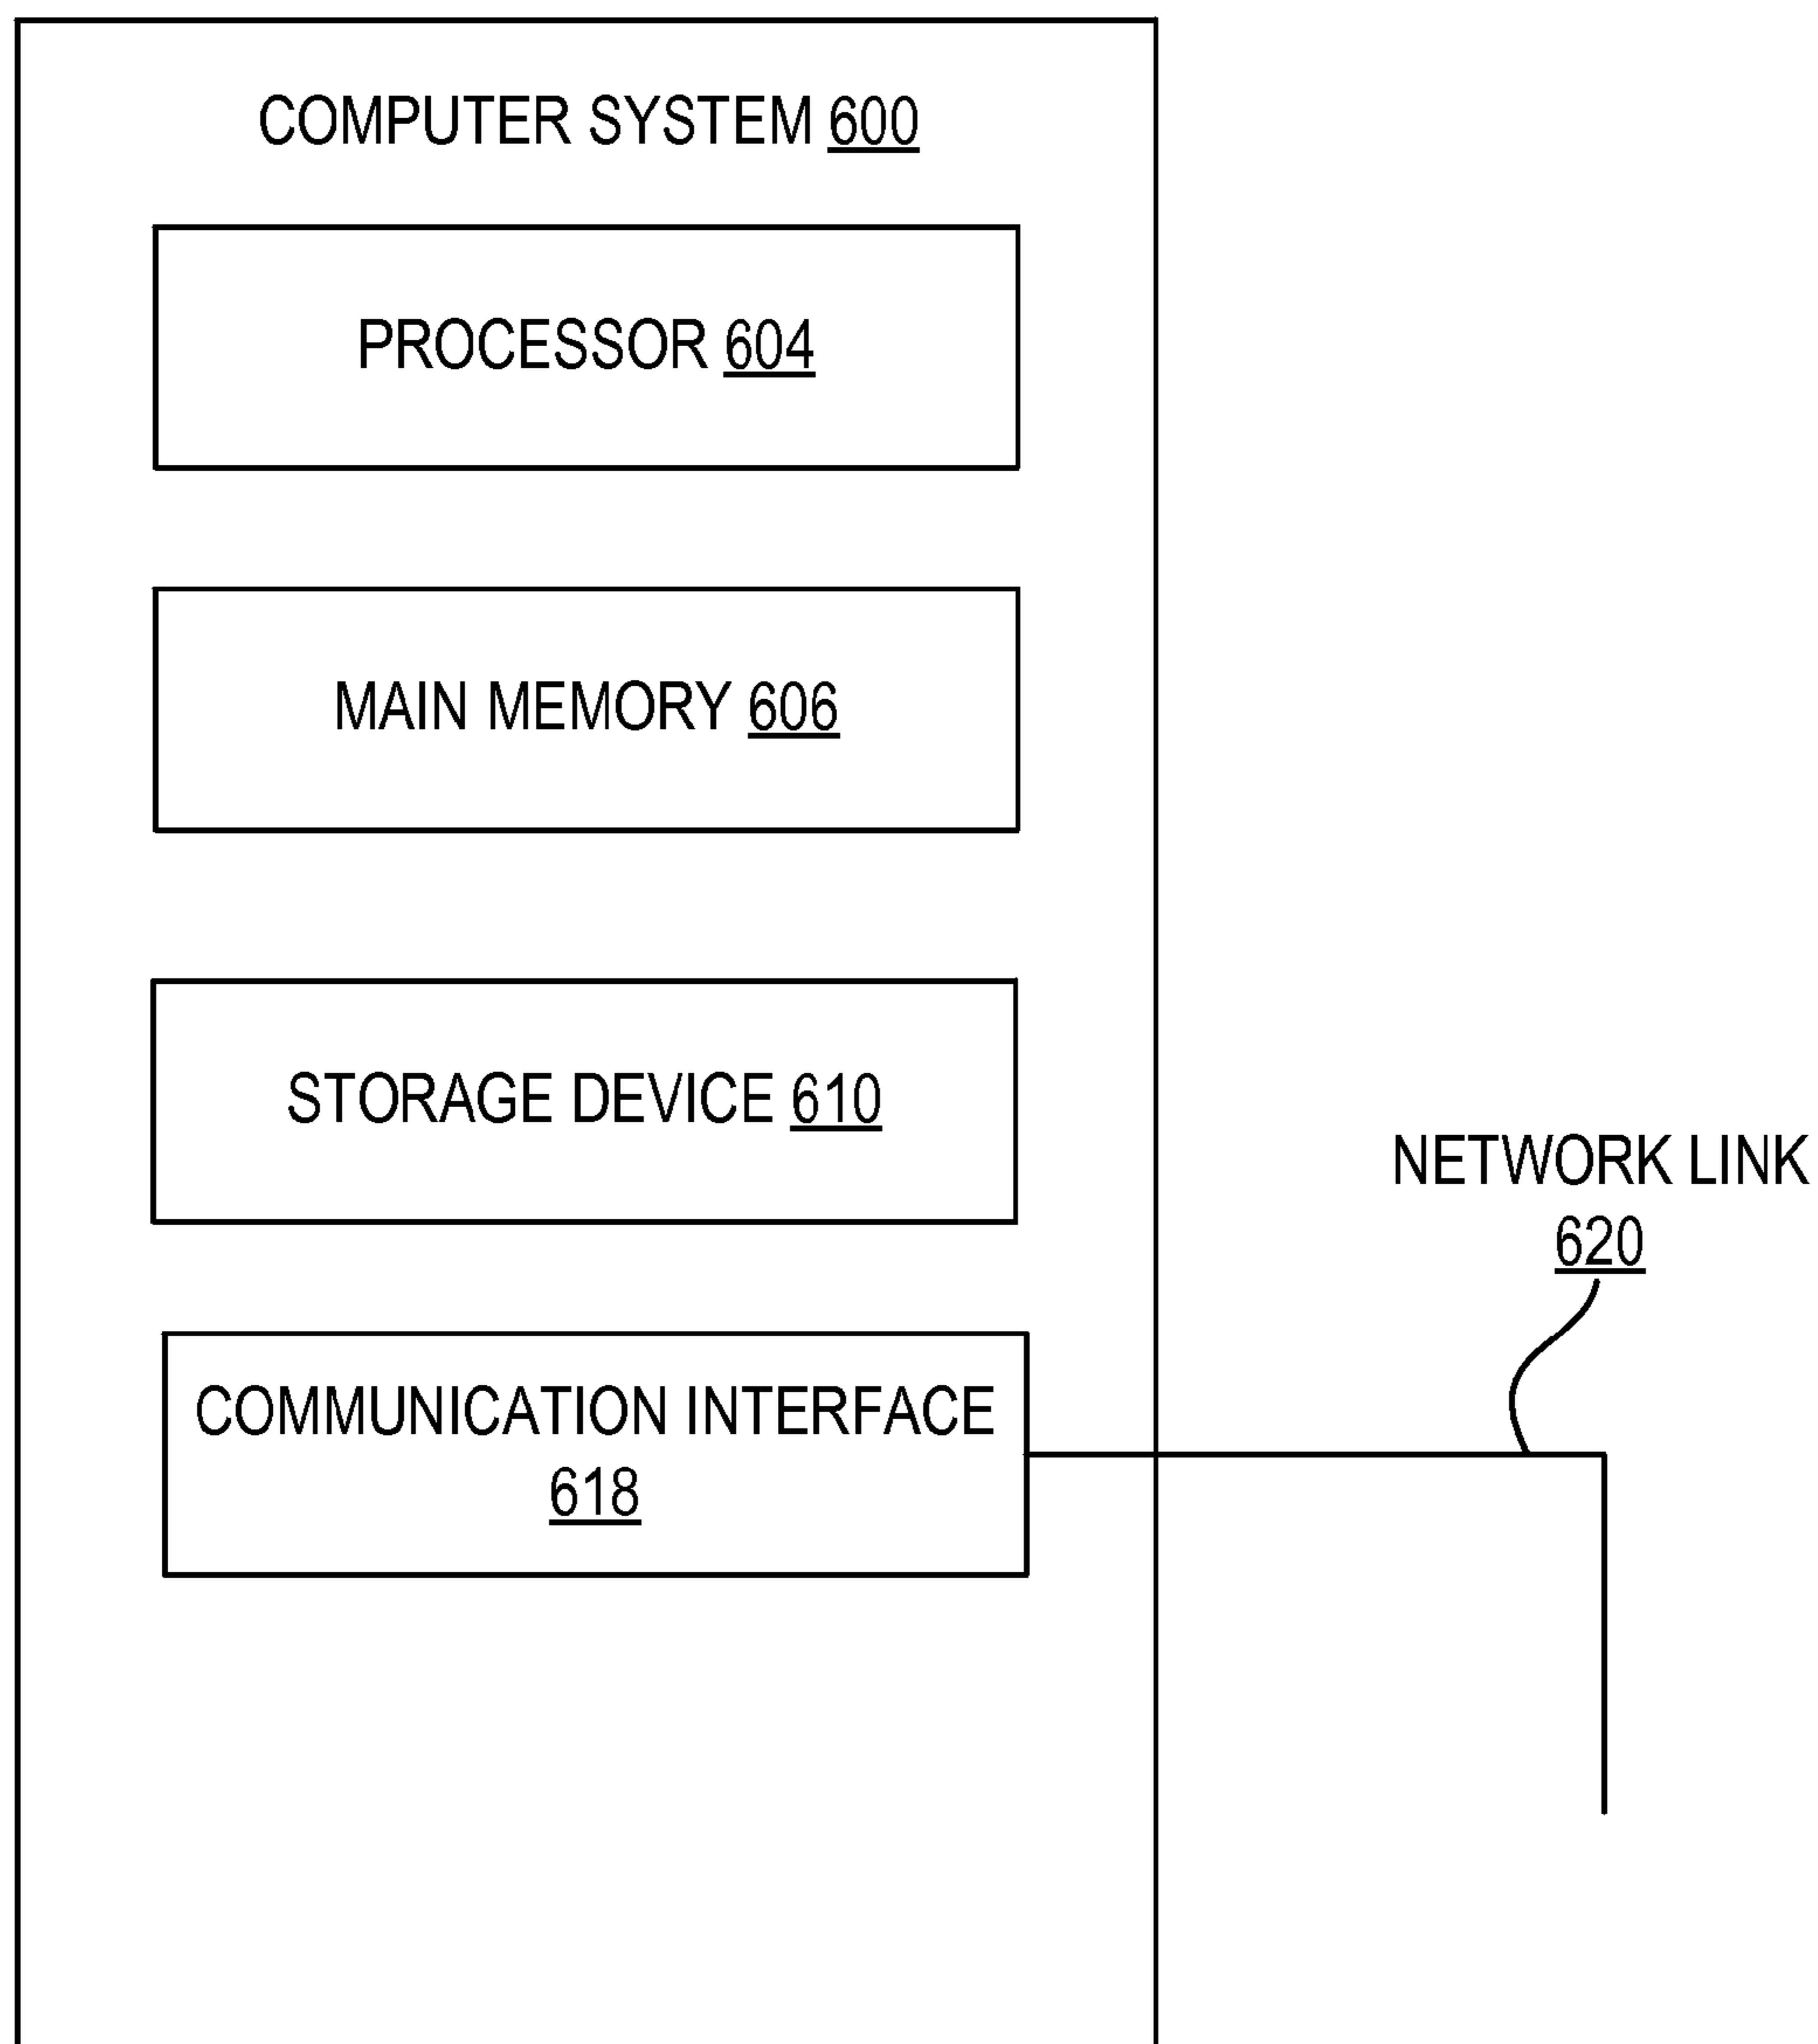 COMPUTER SYSTEM 600
PROCESSOR 604
MAIN MEMORY 606
STORAGE DEVICE 610
NETWORK LINK
620
COMMUNICATION INTERFACE
618